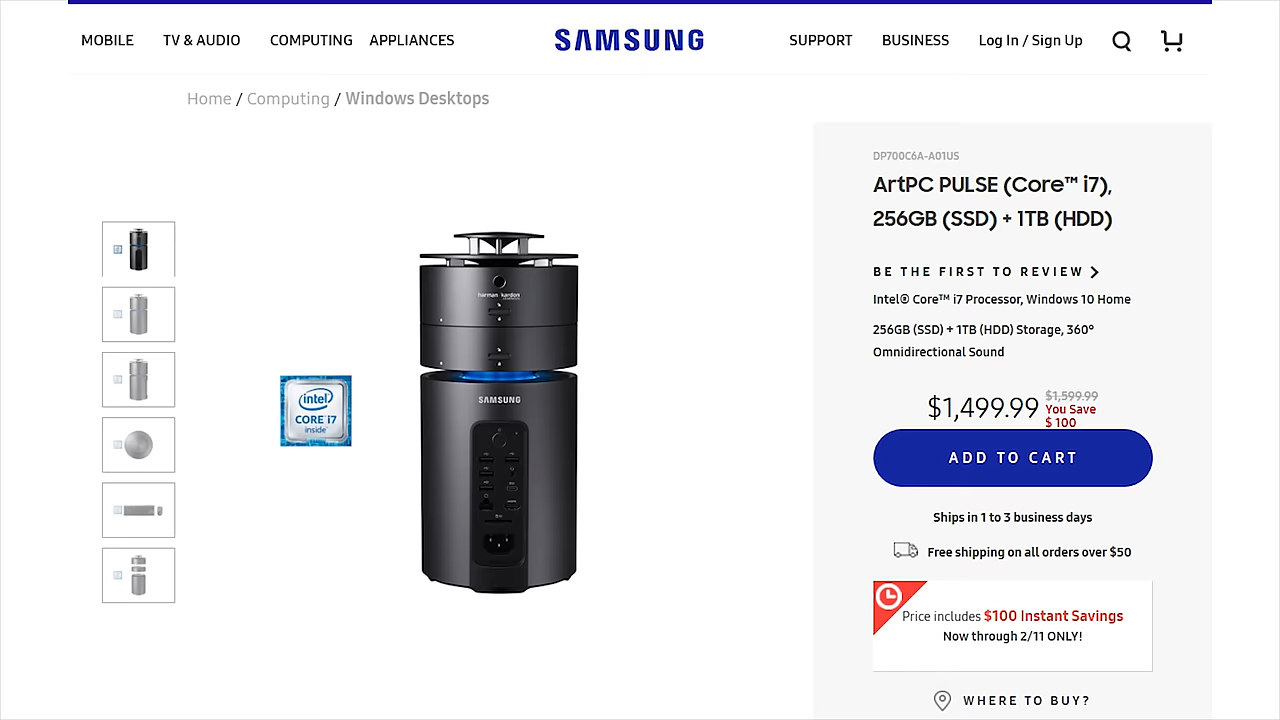 MOBILE TV & AUDIO COMPUTING APPLIANCES SAMSUNG SUPPORT BUSINESS Log In / Sign Up
Home / Computing / Windows Desktops
DP700C6A-A01US
ArtPC PULSE (Core™ i7),
256GB (SSD) + 1TB (HDD)
BE THE FIRST TO REVIEW
Intel® Core™ i7 Processor, Windows 10 Home
256GB (SSD) + 1TB (HDD) Storage, 360°
Omnidirectional Sound
$1,499.99
$1,599.99
You Save
$ 100
ADD TO CART
Ships in 1 to 3 business days
Free shipping on all orders over $50
Price includes $100 Instant Savings
Now through 2/11 ONLY!
WHERE TO BUY?
harman/kardon
SAMSUNG
intel
CORE i7
inside